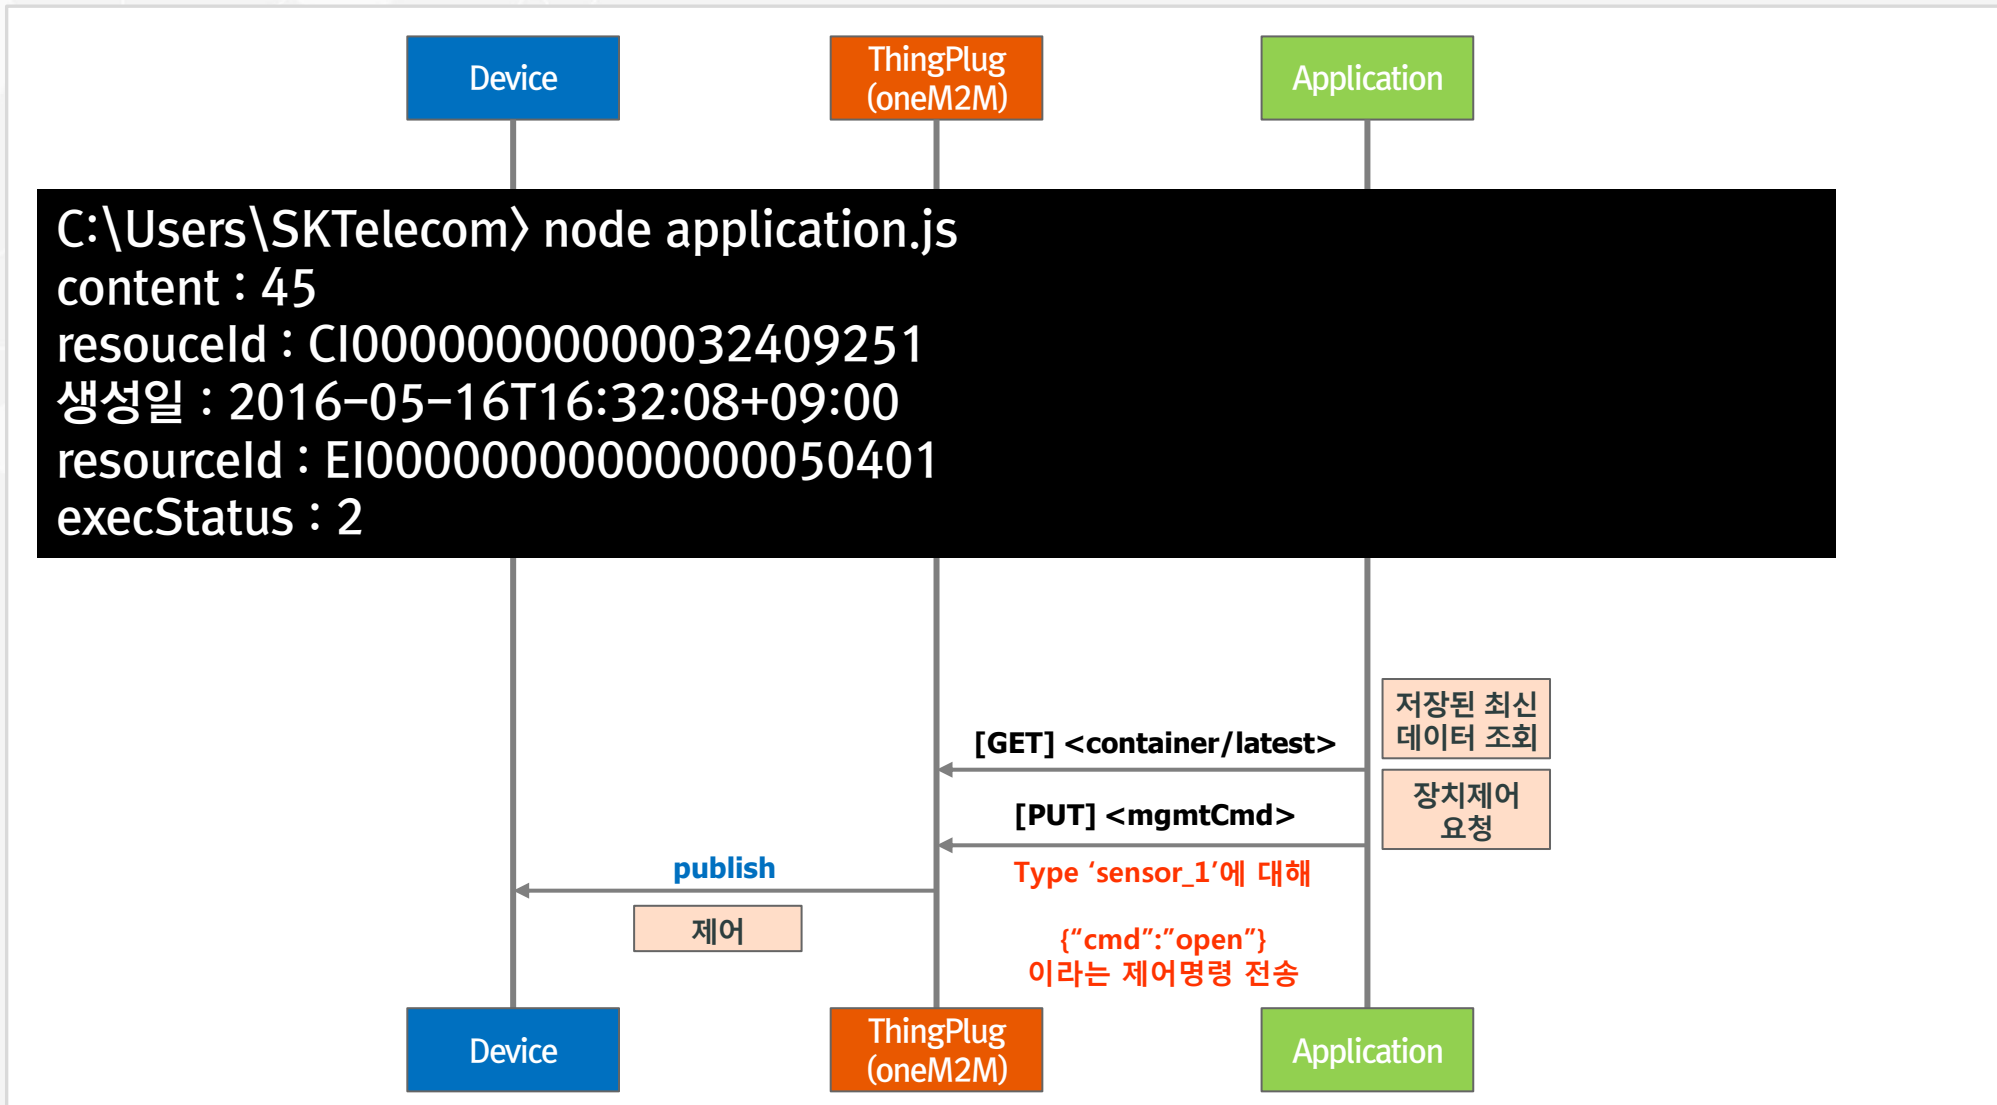 Device
ThingPlug
(oneM2M)
Application
C:\Users\SKTelecom> node application.js
content : 45
resouceId : CI00000000000032409251
생성일 : 2016-05-16T16:32:08+09:00
resourceId : EI00000000000000050401
execStatus : 2
저장된 최신
데이터 조회
[GET] <container/latest>
장치제어
요청
[PUT] <mgmtCmd>
publish
Type ‘sensor_1’에 대해
제어
{“cmd”:”open”}
이라는 제어명령 전송
Device
ThingPlug
(oneM2M)
Application